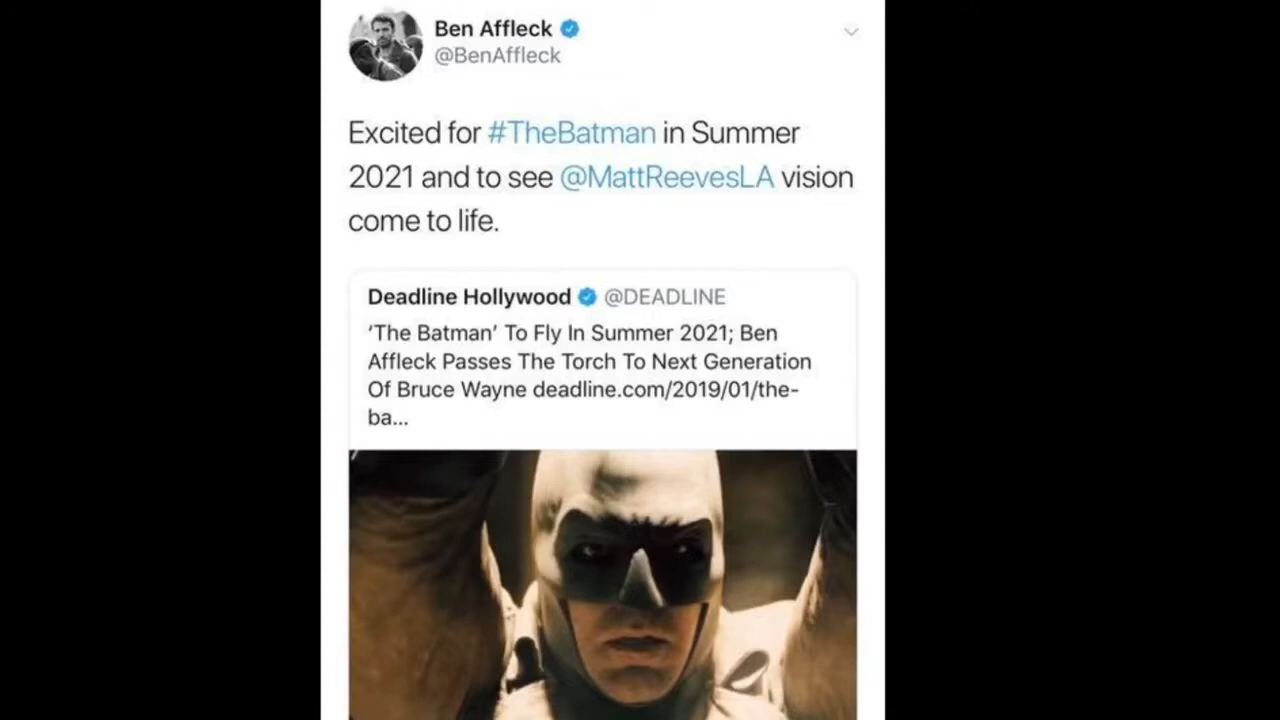 Ben Affleck
@BenAffleck
Excited for #TheBatman in Summer
2021 and to see @MattReevesLA vision
come to life.
Deadline Hollywood @DEADLINE
‘The Batman’ To Fly In Summer 2021; Ben
Affleck Passes The Torch To Next Generation
Of Bruce Wayne deadline.com/2019/01/the-
ba...